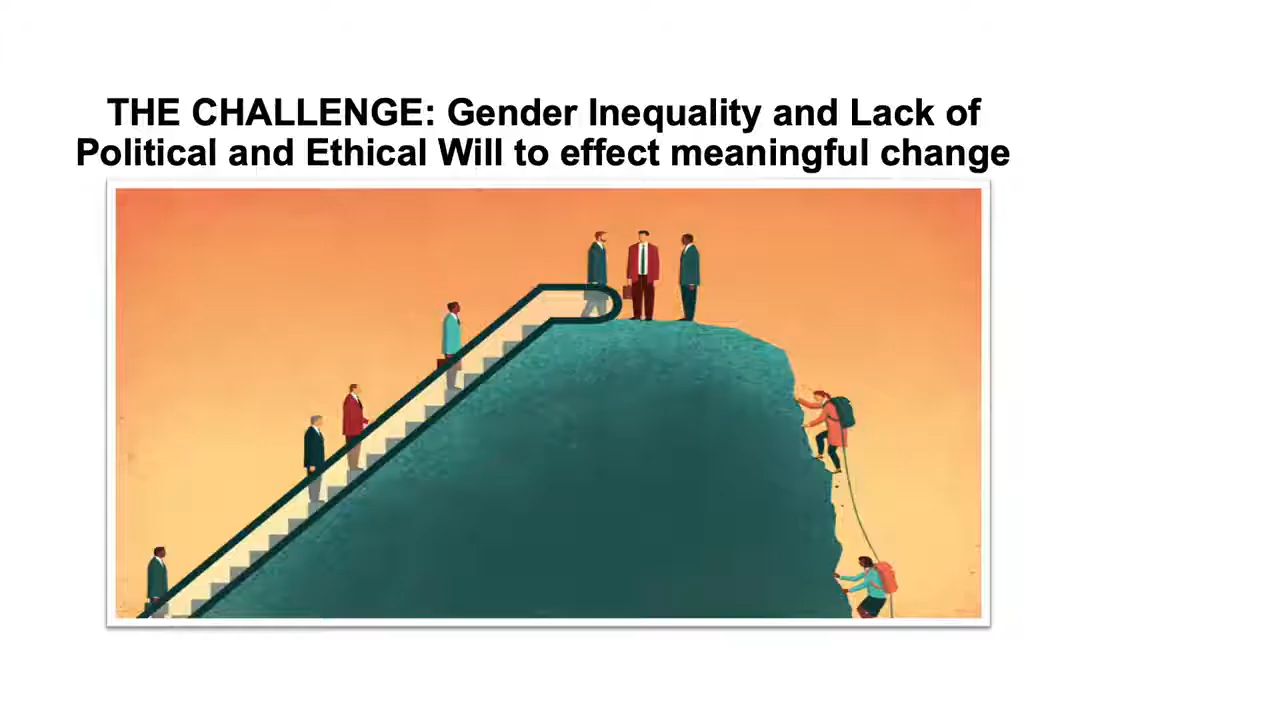 THE CHALLENGE: Gender Inequality and Lack of
Political and Ethical Will to effect meaningful change